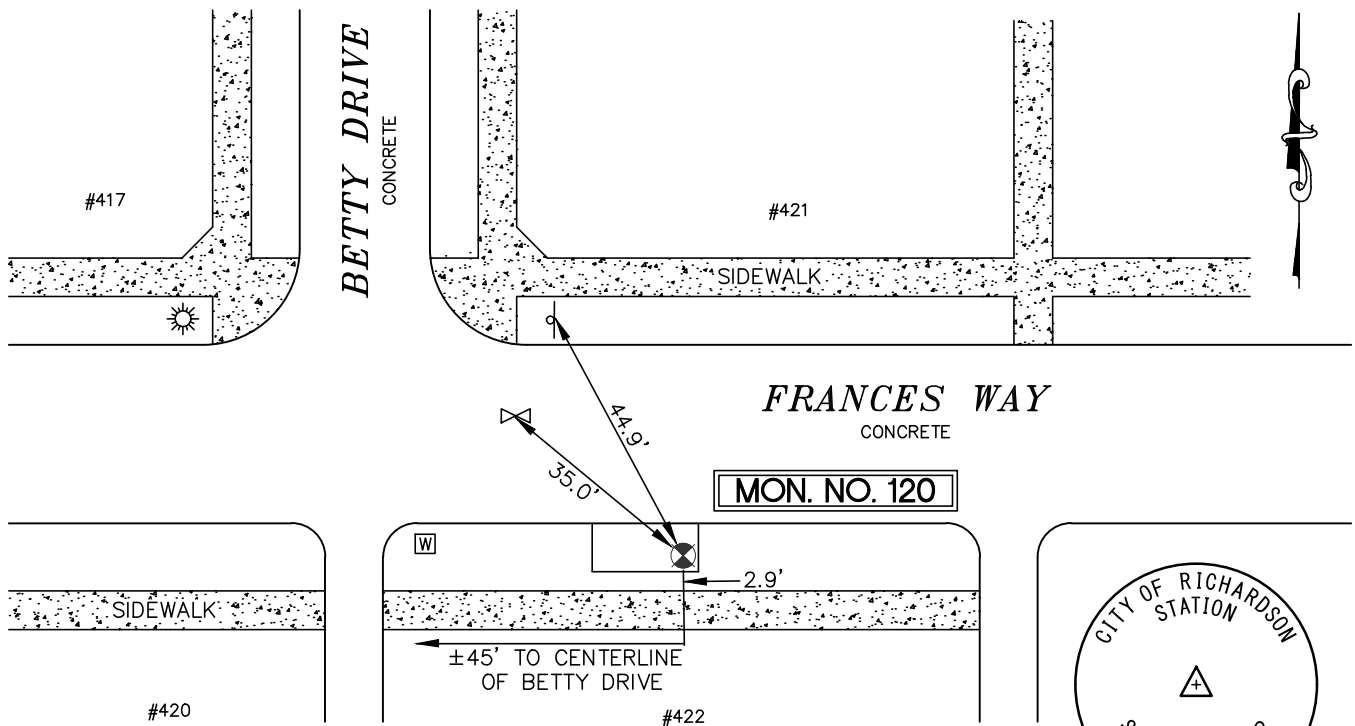 BETTY DRIVE
CONCRETE
#417
#421
SIDEWALK
FRANCES WAY
CONCRETE
44.9'
35.0'
MON. NO. 120
W
2.9'
SIDEWALK
±45' TO CENTERLINE
OF BETTY DRIVE
#420
#422
CITY OF RICHARDSON
STATION